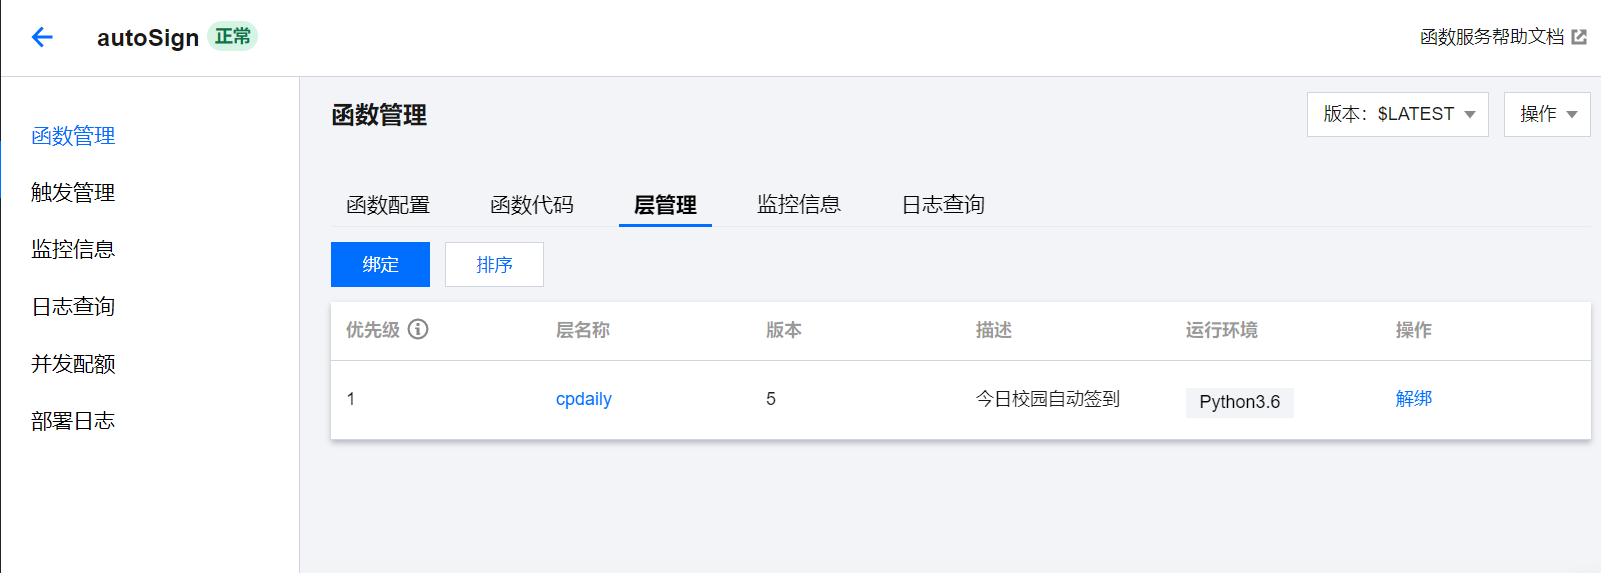 autoSign 正常
函数服务帮助文档
函数管理
触发管理
监控信息
日志查询
并发配额
部署日志
函数管理
版本：$LATEST
操作
函数配置 函数代码 层管理 监控信息 日志查询
绑定 排序
优先级 层名称 版本 描述 运行环境 操作
1 cpdaily 5 今日校园自动签到 Python3.6 解绑